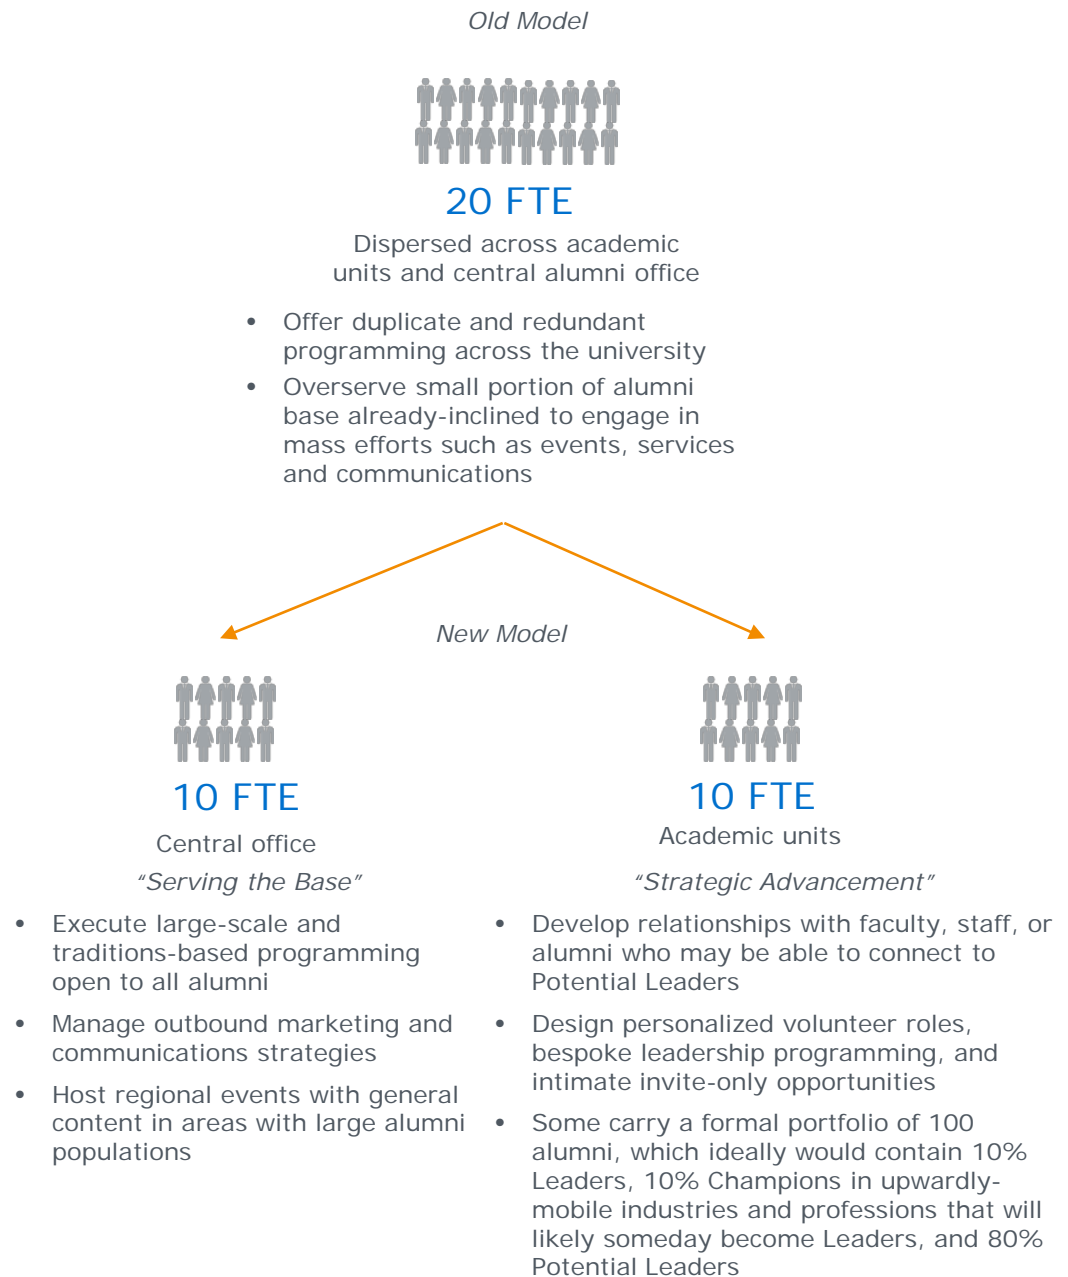 Old Model
20 FTE
Dispersed across academic
units and central alumni office
• Offer duplicate and redundant
programming across the university
• Overserve small portion of alumni
base already-inclined to engage in
mass efforts such as events, services
and communications
New Model
10 FTE
Central office
“Serving the Base”
• Execute large-scale and
traditions-based programming
open to all alumni
• Manage outbound marketing and
communications strategies
• Host regional events with general
content in areas with large alumni
populations
10 FTE
Academic units
“Strategic Advancement”
• Develop relationships with faculty, staff, or
alumni who may be able to connect to
Potential Leaders
• Design personalized volunteer roles,
bespoke leadership programming, and
intimate invite-only opportunities
• Some carry a formal portfolio of 100
alumni, which ideally would contain 10%
Leaders, 10% Champions in upwardly-
mobile industries and professions that will
likely someday become Leaders, and 80%
Potential Leaders